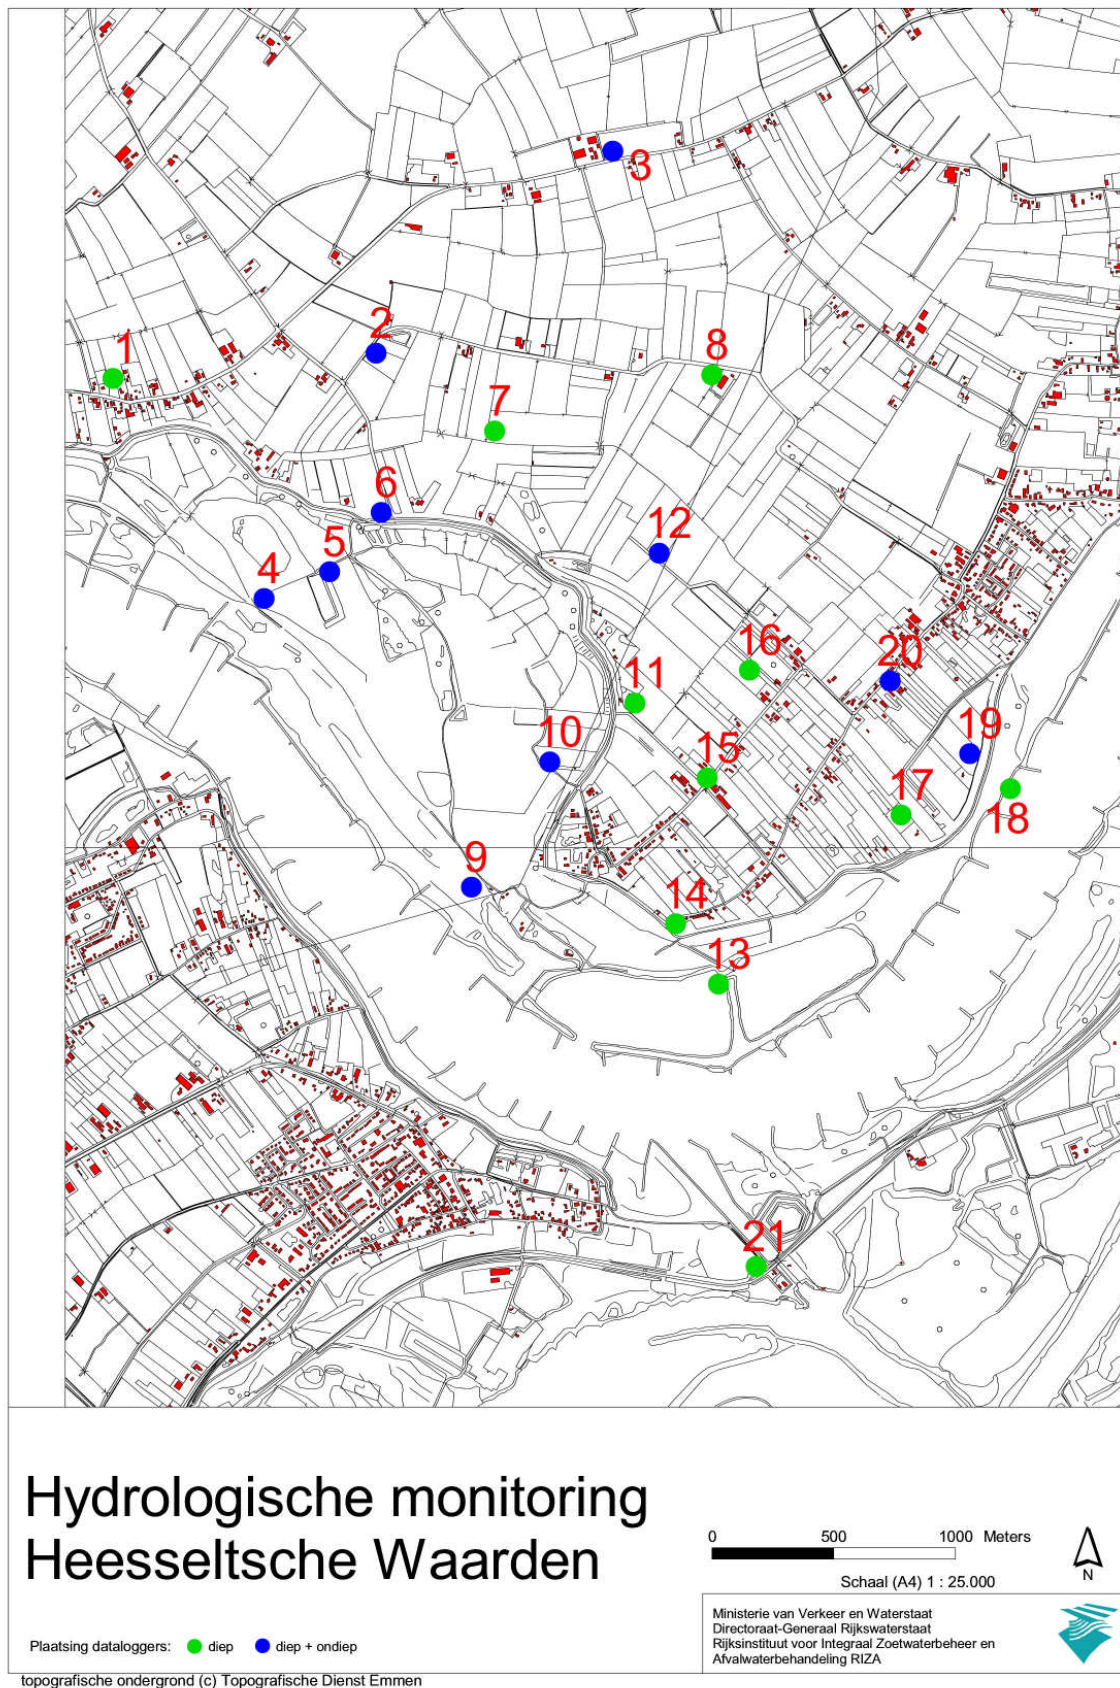 3
2
1
8
7
6
12
5
4
16
20
11
10
19
15
17
18
9
14
13
21
Hydrologische monitoring
Heesseltsche Waarden
0 500 1000 Meters
N
Schaal (A4) 1 : 25.000
Plaatsing dataloggers: diep diep + ondiep
Ministerie van Verkeer en Waterstaat
Directoraat-Generaal Rijkswaterstaat
Rijksinstituut voor Integraal Zoetwaterbeheer en
Afvalwaterbehandeling RIZA
topografische ondergrond (c) Topografische Dienst Emmen